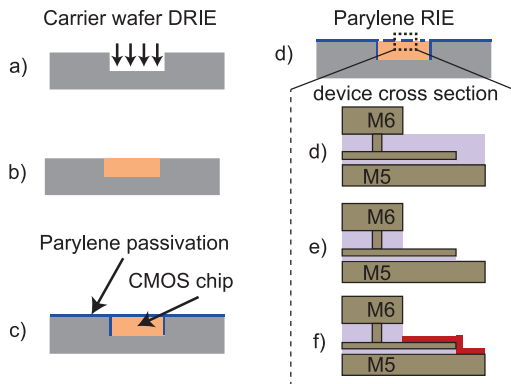 Carrier wafer DRIE
a)
b)
Parylene passivation
CMOS chip
c)
Parylene RIE
d)
device cross section
d)
M6
M5
e)
M6
M5
f)
M6
M5